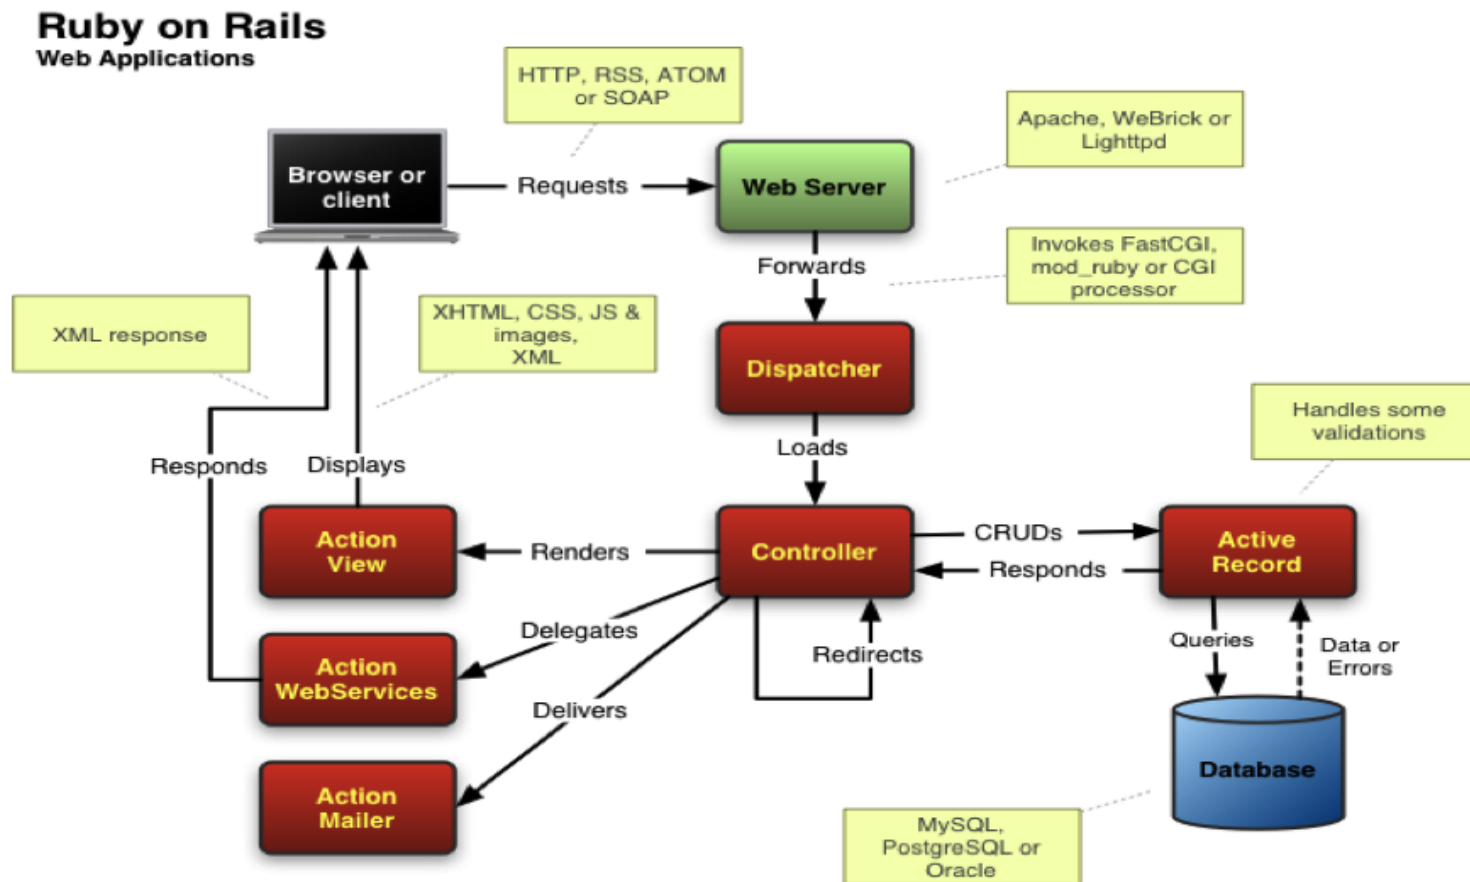 Ruby on Rails
Web Applications
HTTP, RSS, ATOM
or SOAP
Apache, WeBrick or
Lighttpd
Browser or
client
Requests
Web Server
Forwards
Invokes FastCGI,
mod_ruby or CGI
processor
XML response
XHTML, CSS, JS &
images,
XML
Dispatcher
Loads
Handles some
validations
Responds
Displays
Action
View
Renders
Controller
CRUDs
Responds
Active
Record
Delegates
Redirects
Queries
Data or
Errors
Action
WebServices
Delivers
Action
Mailer
Database
MySQL,
PostgreSQL or
Oracle